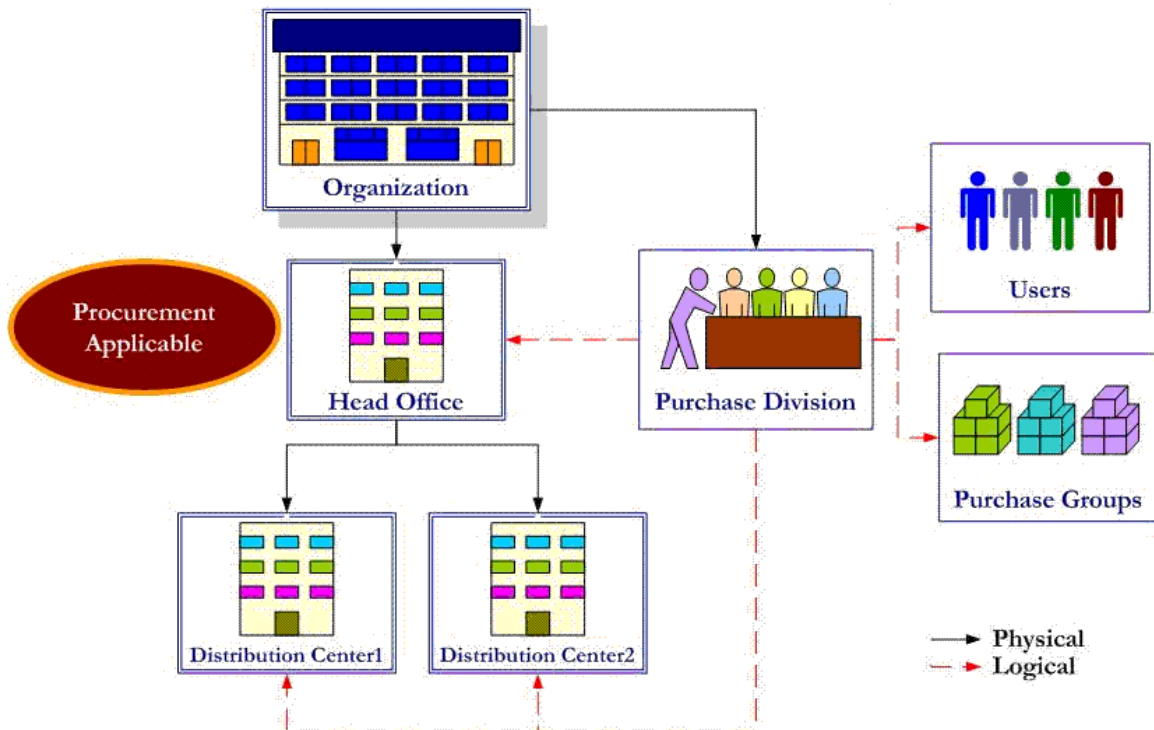 Organization
Procurement
Applicable
Head Office
Purchase Division
Users
Purchase Groups
Distribution Center1
Distribution Center2
Physical
Logical